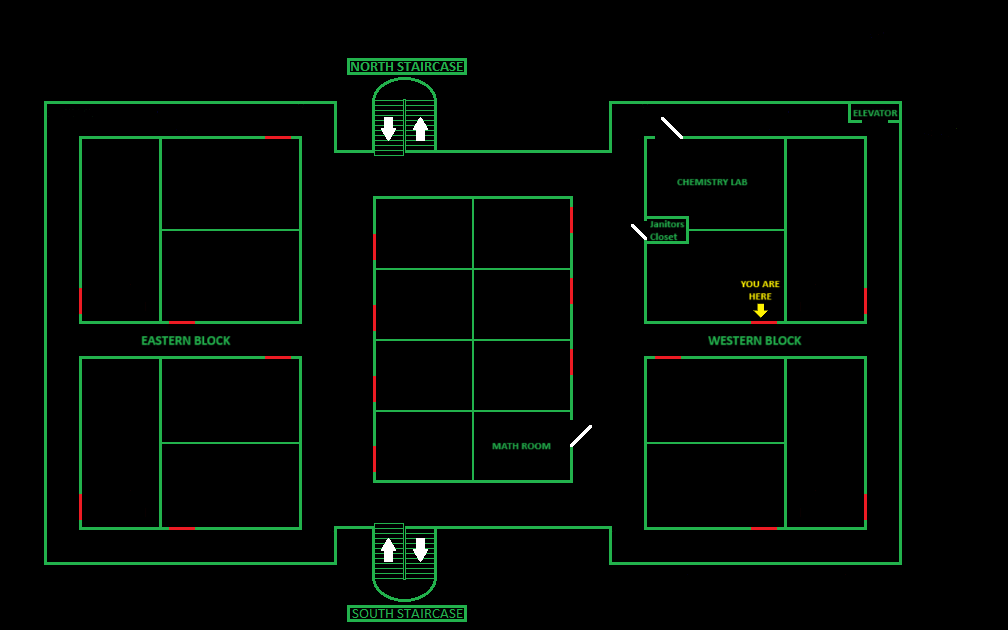 NORTH STAIRCASE
ELEVATOR
CHEMISTRY LAB
Janitors
Closet
YOU ARE
HERE
EASTERN BLOCK
WESTERN BLOCK
MATH ROOM
SOUTH STAIRCASE